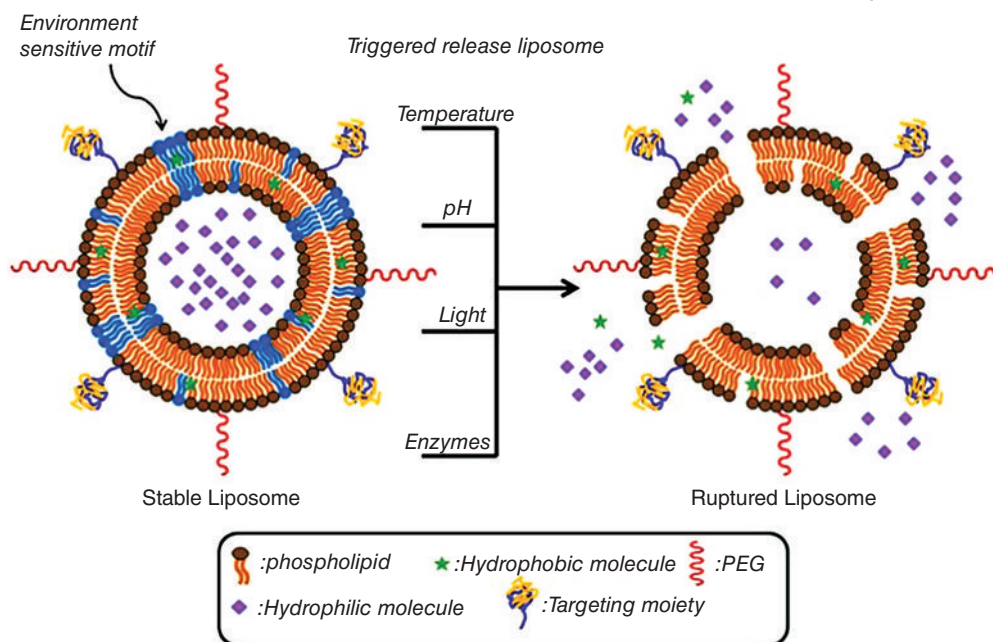 Environment
sensitive motif
Triggered release liposome
Temperature
pH
Light
Enzymes
Stable Liposome
Ruptured Liposome
:phospholipid
:Hydrophobic molecule
:PEG
:Hydrophilic molecule
:Targeting moiety